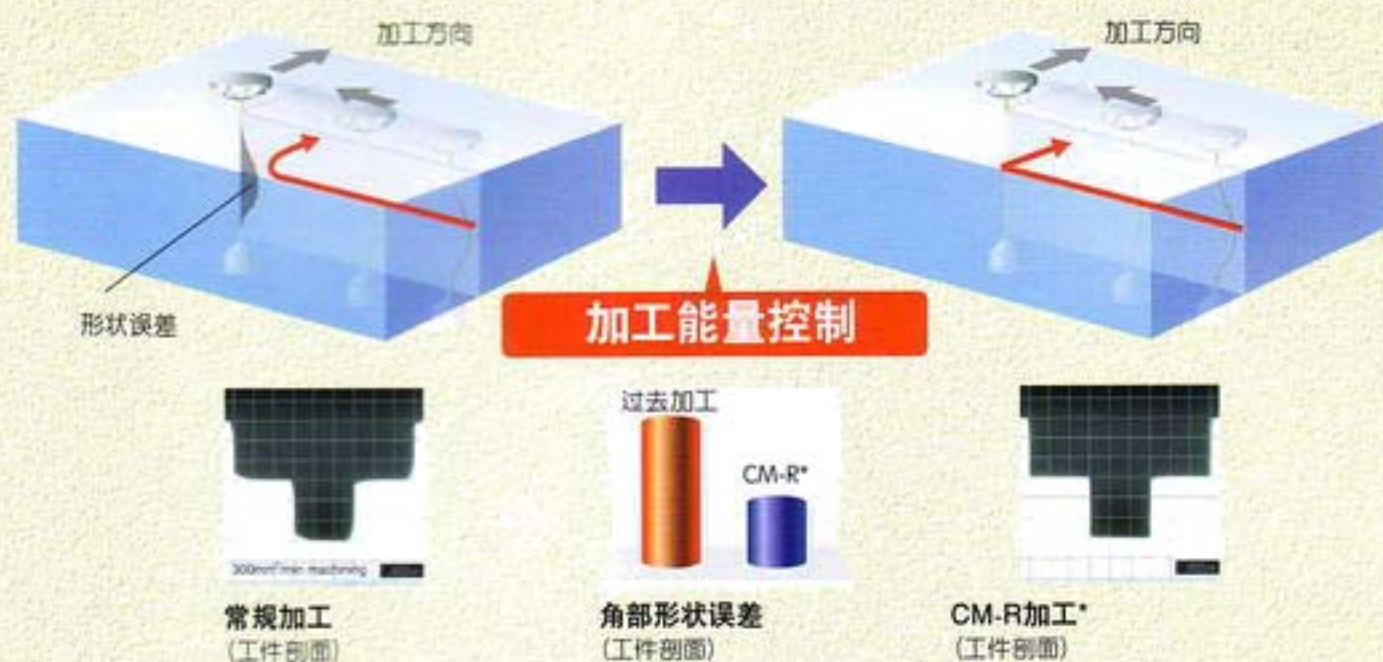 加工方向
加工方向
形状误差
加工能量控制
过去加工
CM-R*
300mm²/min machining
常规加工
(工件剖面)
角部形状误差
(工件剖面)
CM-R加工*
(工件剖面)